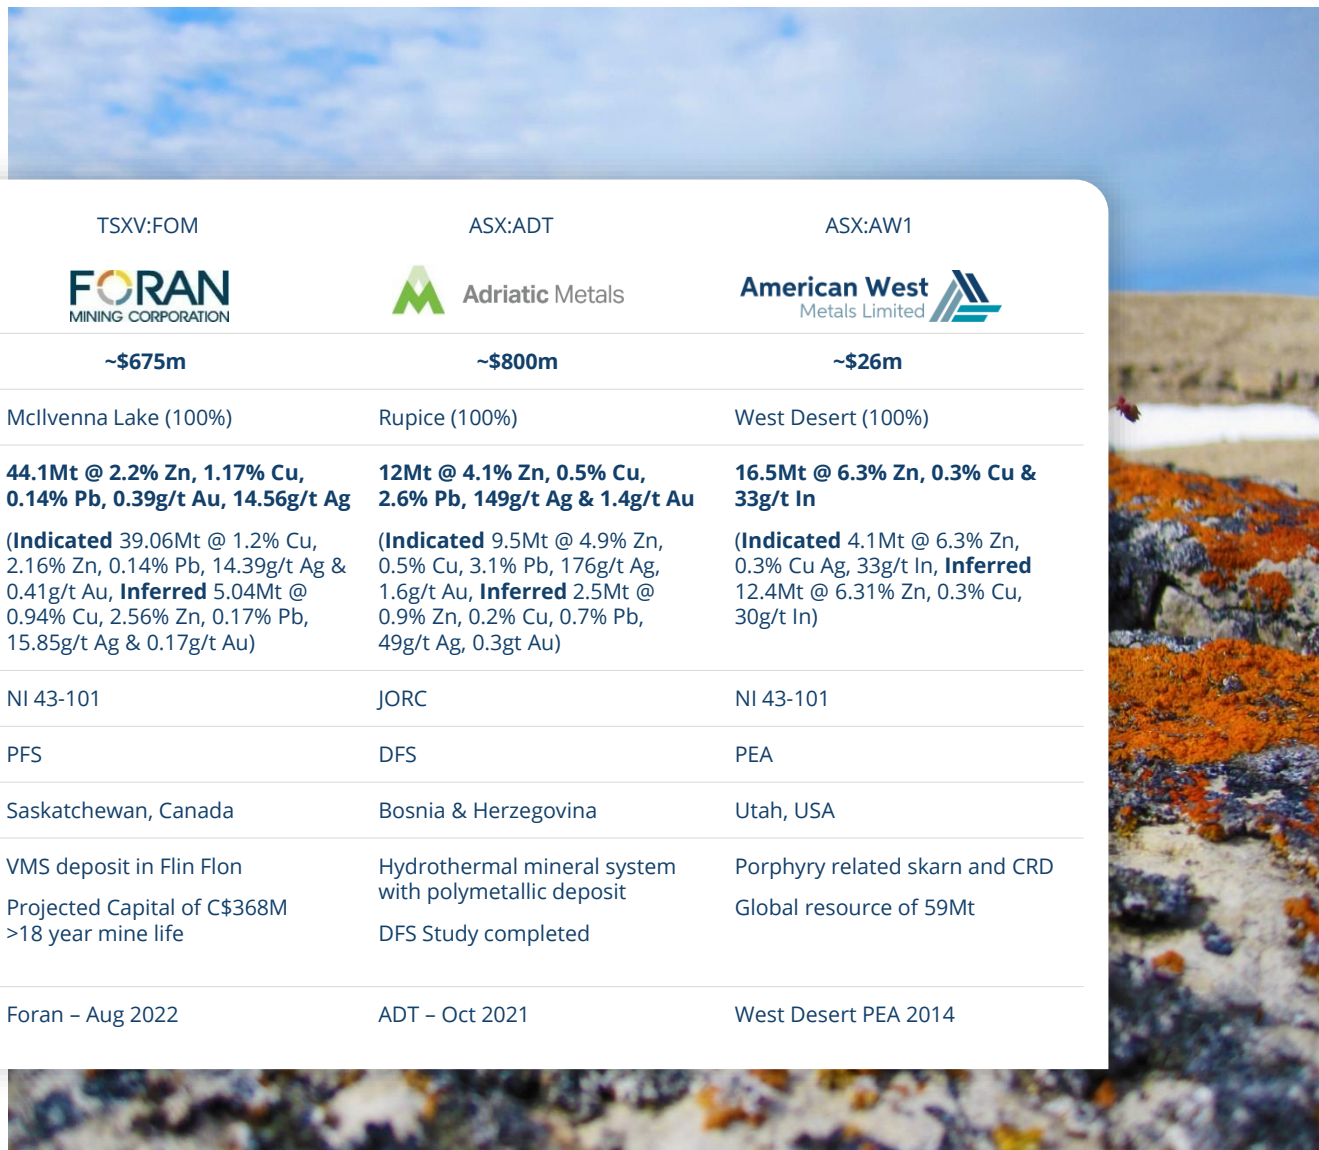 TSXV:FOM
ASX:ADT
ASX:AW1
FORAN
MINING CORPORATION
Adriatic Metals
American West
Metals Limited
~$675m
~$800m
~$26m
McIlvenna Lake (100%)
Rupice (100%)
West Desert (100%)
44.1Mt @ 2.2% Zn, 1.17% Cu,
0.14% Pb, 0.39g/t Au, 14.56g/t Ag
12Mt @ 4.1% Zn, 0.5% Cu,
2.6% Pb, 149g/t Ag & 1.4g/t Au
16.5Mt @ 6.3% Zn, 0.3% Cu &
33g/t In
(Indicated 39.06Mt @ 1.2% Cu,
2.16% Zn, 0.14% Pb, 14.39g/t Ag &
0.41g/t Au, Inferred 5.04Mt @
0.94% Cu, 2.56% Zn, 0.17% Pb,
15.85g/t Ag & 0.17g/t Au)
(Indicated 9.5Mt @ 4.9% Zn,
0.5% Cu, 3.1% Pb, 176g/t Ag,
1.6g/t Au, Inferred 2.5Mt @
0.9% Zn, 0.2% Cu, 0.7% Pb,
49g/t Ag, 0.3gt Au)
(Indicated 4.1Mt @ 6.3% Zn,
0.3% Cu Ag, 33g/t In, Inferred
12.4Mt @ 6.31% Zn, 0.3% Cu,
30g/t In)
NI 43-101
JORC
NI 43-101
PFS
DFS
PEA
Saskatchewan, Canada
Bosnia & Herzegovina
Utah, USA
VMS deposit in Flin Flon
Projected Capital of C$368M
>18 year mine life
Hydrothermal mineral system
with polymetallic deposit
DFS Study completed
Porphyry related skarn and CRD
Global resource of 59Mt
Foran – Aug 2022
ADT – Oct 2021
West Desert PEA 2014